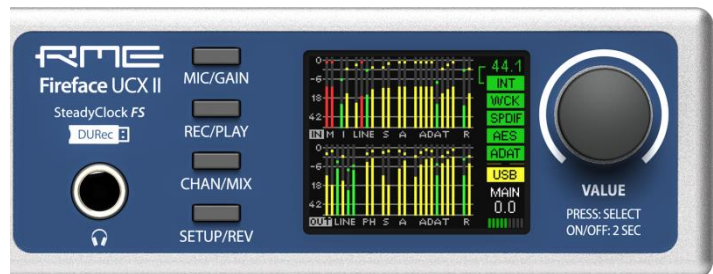 RME
Fireface UCX II
SteadyClock FS
DURec
MIC/GAIN
REC/PLAY
CHAN/MIX
SETUP/REV
0
-6
18
42
IN M I LINE S A ADAT R
0
-6
18
42
OUT LINE PH S A ADAT R
44.1
INT
WCK
SPDIF
AES
ADAT
USB
MAIN
0.0
VALUE
PRESS: SELECT
ON/OFF: 2 SEC